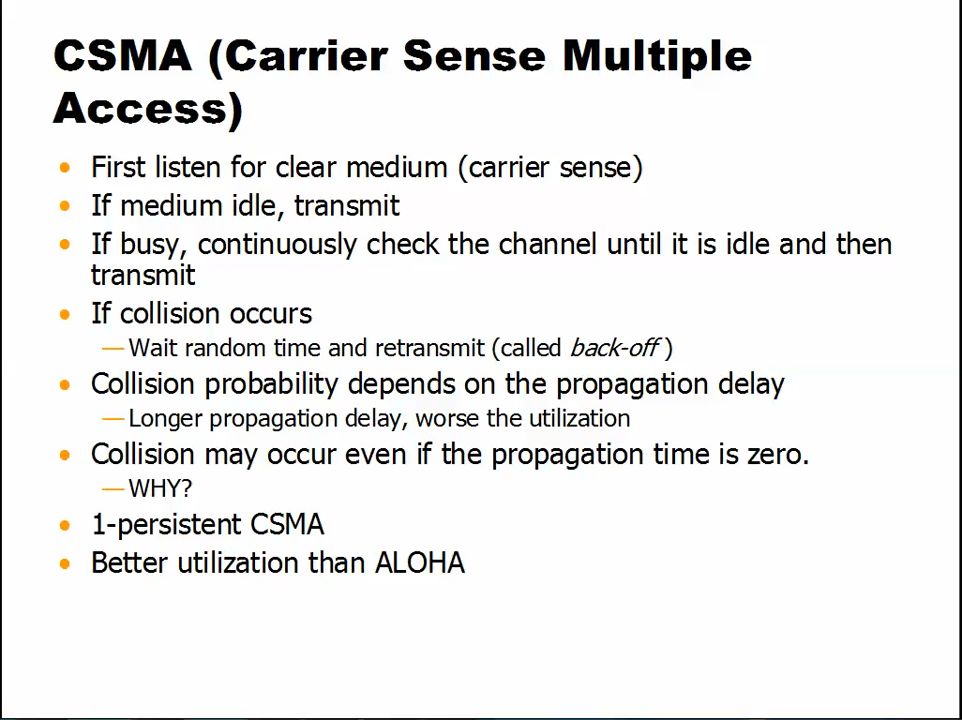 CSMA (Carrier Sense Multiple
Access)
• First listen for clear medium (carrier sense)
• If medium idle, transmit
• If busy, continuously check the channel until it is idle and then
transmit
• If collision occurs
— Wait random time and retransmit (called back-off )
• Collision probability depends on the propagation delay
— Longer propagation delay, worse the utilization
• Collision may occur even if the propagation time is zero.
— WHY?
• 1-persistent CSMA
• Better utilization than ALOHA